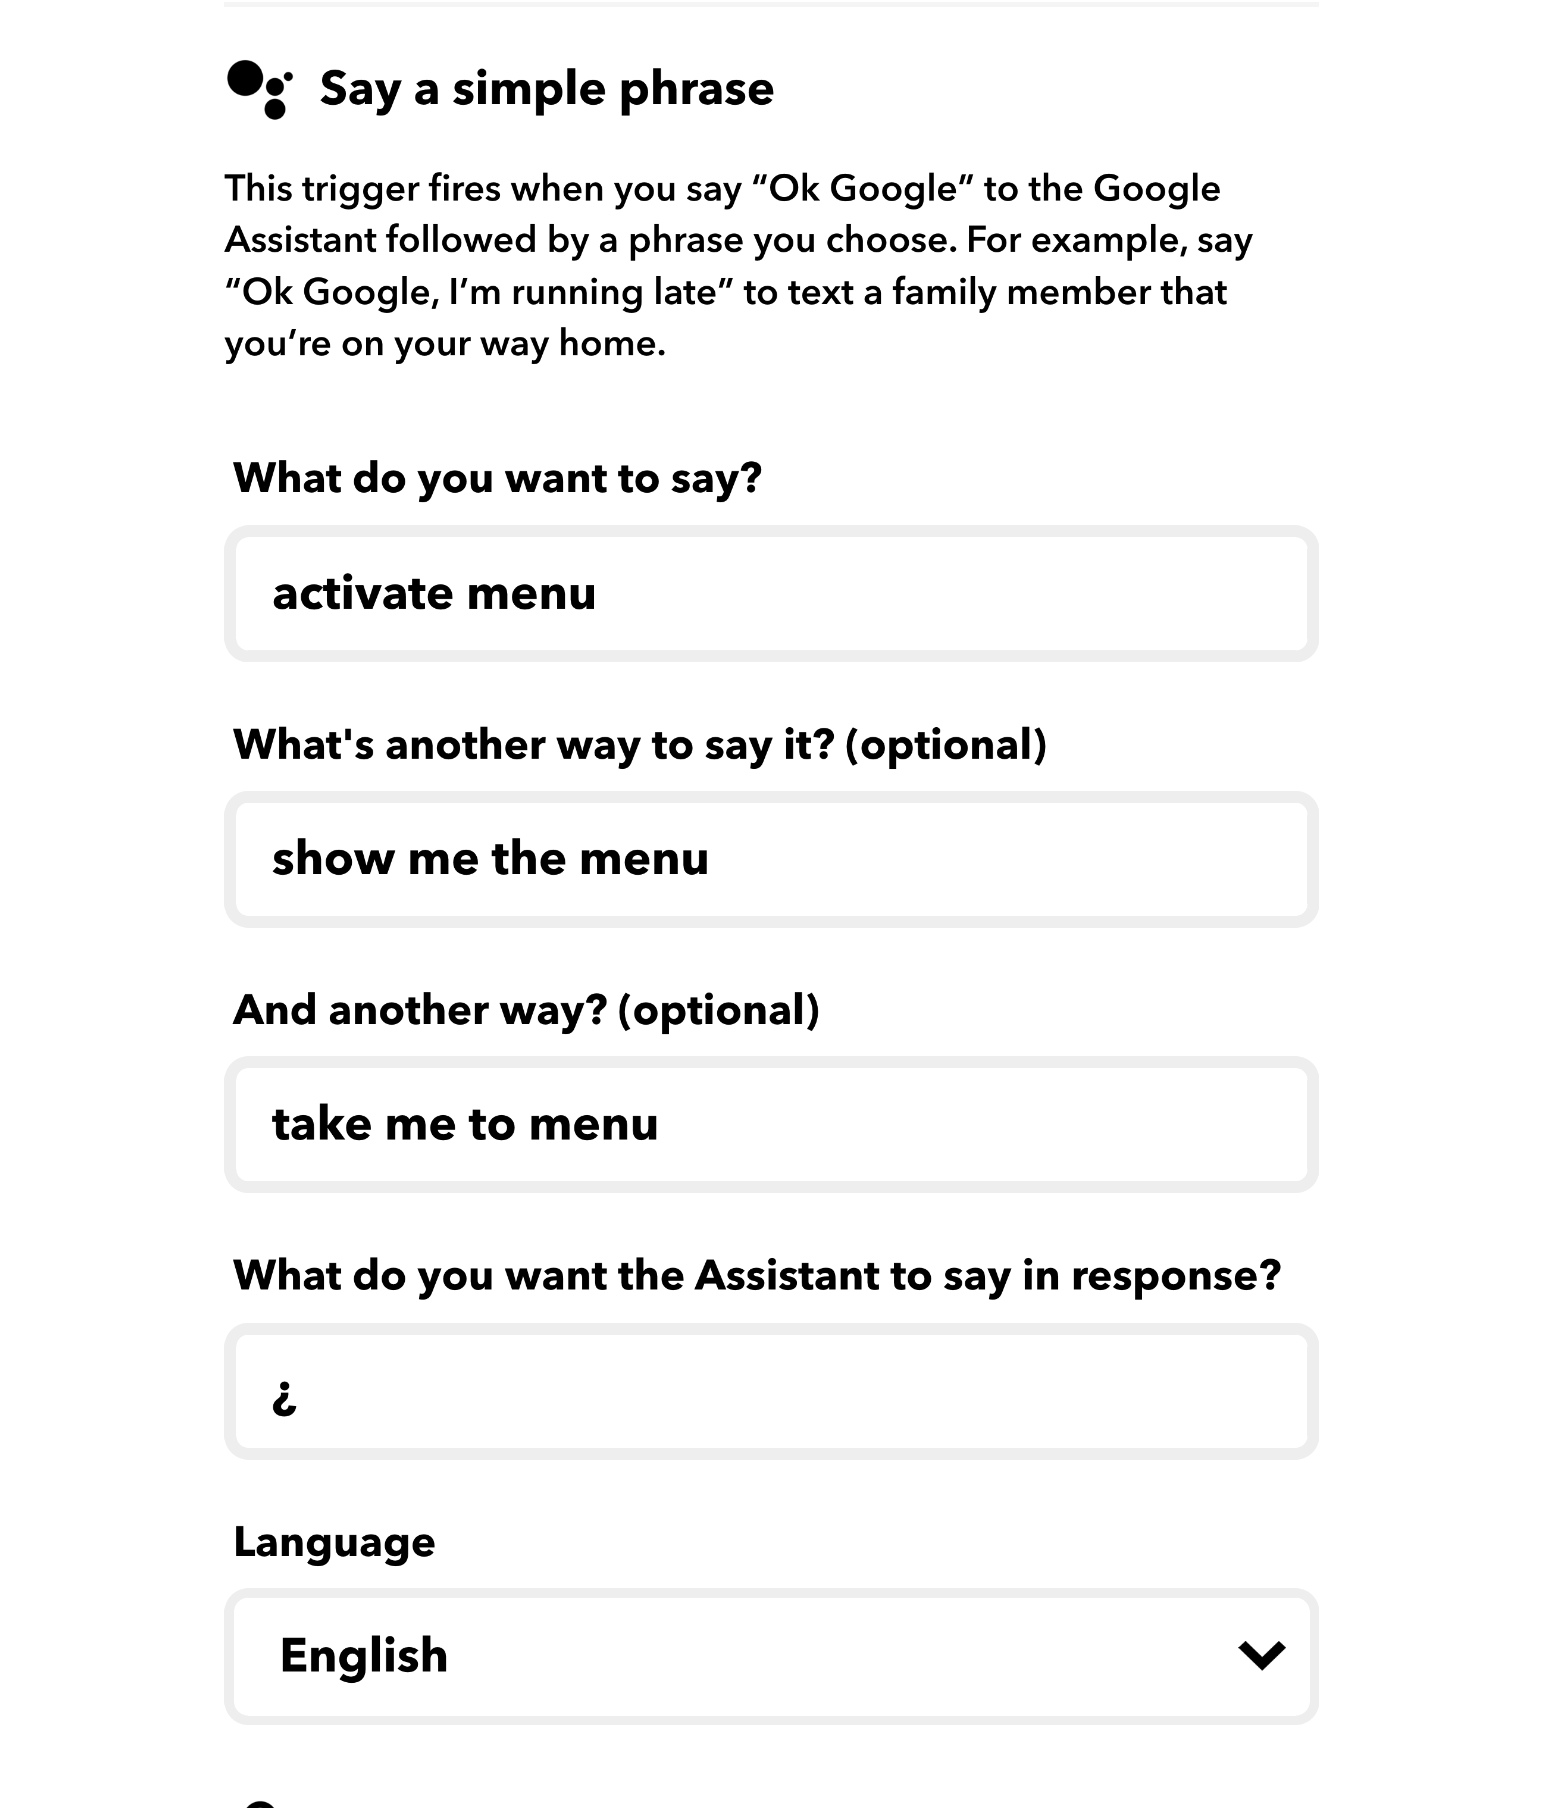 Say a simple phrase
This trigger fires when you say “Ok Google” to the Google
Assistant followed by a phrase you choose. For example, say
“Ok Google, I’m running late” to text a family member that
you’re on your way home.
What do you want to say?
activate menu
What's another way to say it? (optional)
show me the menu
And another way? (optional)
take me to menu
What do you want the Assistant to say in response?
¿
Language
English